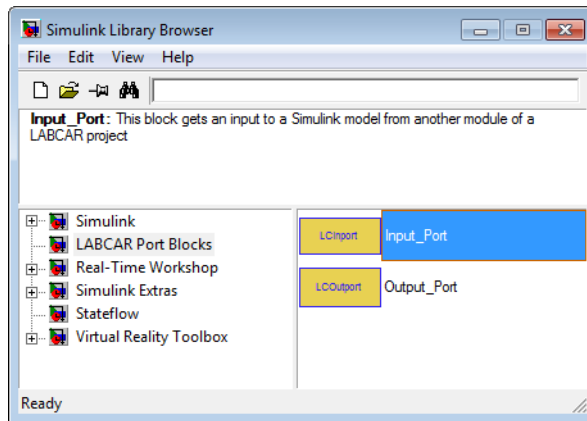 Simulink Library Browser
File Edit View Help
Input_Port: This block gets an input to a Simulink model from another module of a
LABCAR project
Simulink
LABCAR Port Blocks
Real-Time Workshop
Simulink Extras
Stateflow
Virtual Reality Toolbox
LCInport Input_Port
LCOutport Output_Port
Ready